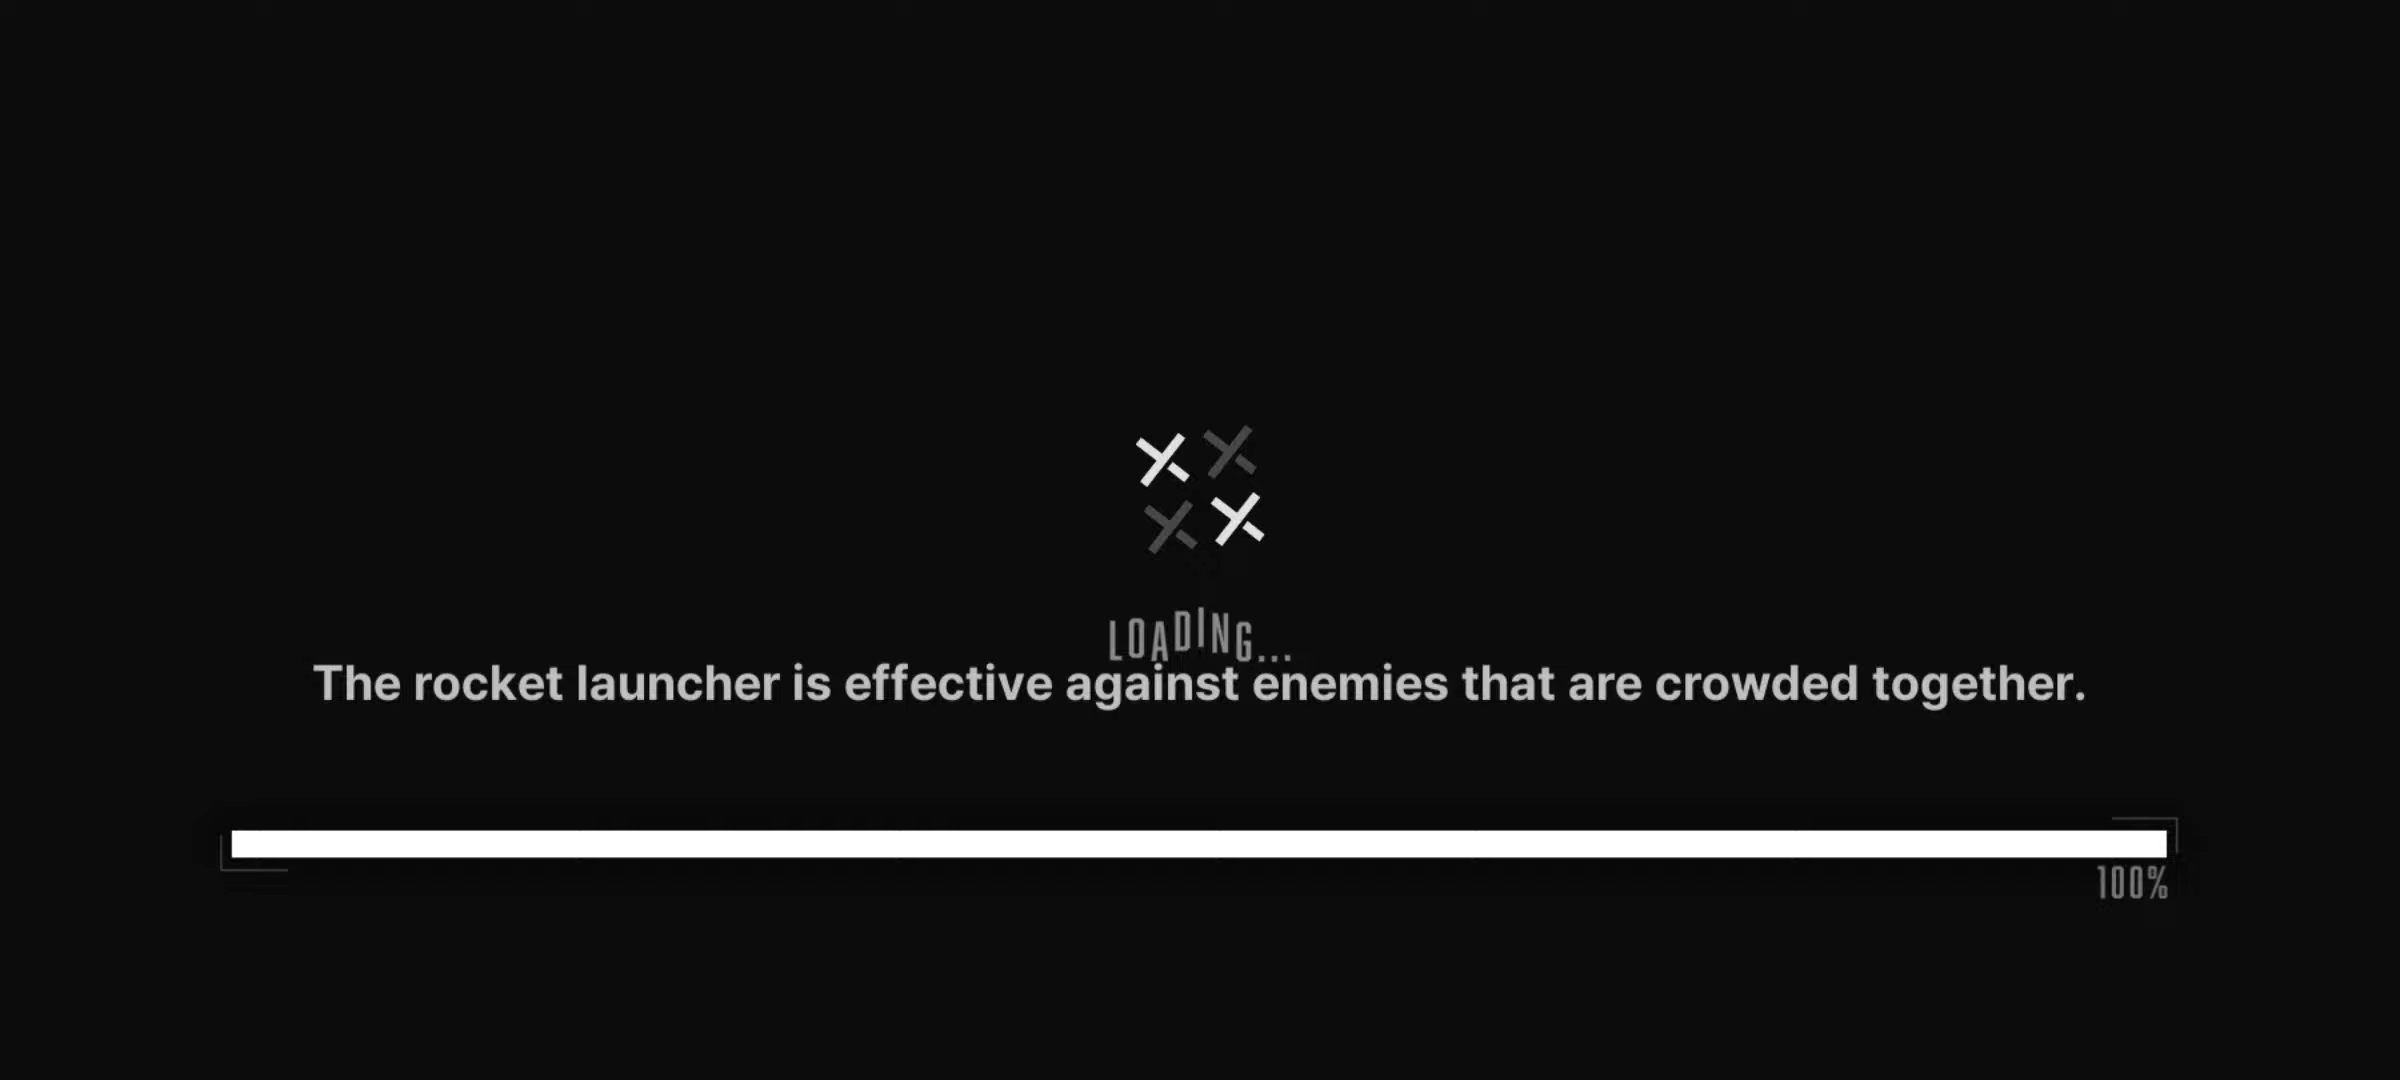 LOADING...
The rocket launcher is effective against enemies that are crowded together.
100%